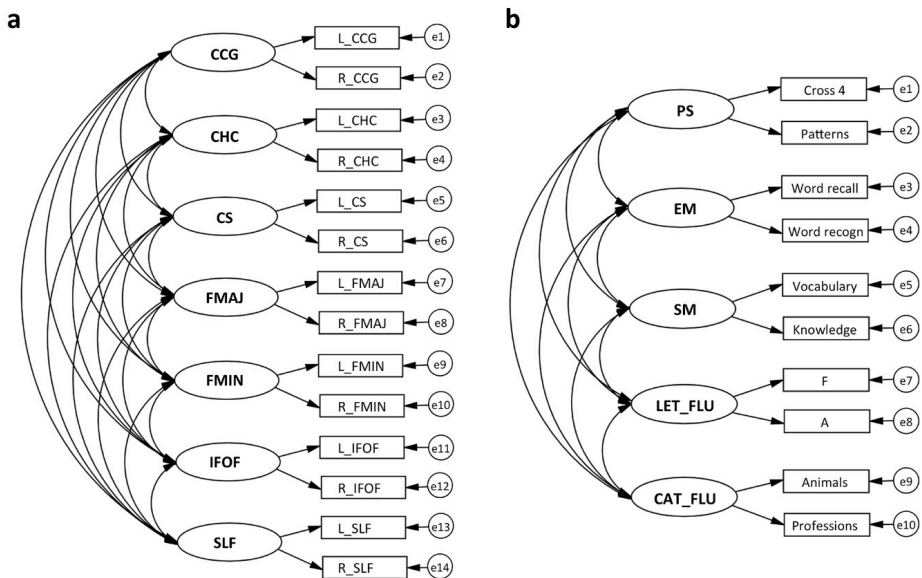 a
CCG
L_CCG
e1
R_CCG
e2
CHC
L_CHC
e3
R_CHC
e4
CS
L_CS
e5
R_CS
e6
FMAJ
L_FMAJ
e7
R_FMAJ
e8
FMIN
L_FMIN
e9
R_FMIN
e10
IFOF
L_IFOF
e11
R_IFOF
e12
SLF
L_SLF
e13
R_SLF
e14
b
PS
Cross 4
e1
Patterns
e2
EM
Word recall
e3
Word recogn
e4
SM
Vocabulary
e5
Knowledge
e6
LET_FLU
F
e7
A
e8
CAT_FLU
Animals
e9
Professions
e10